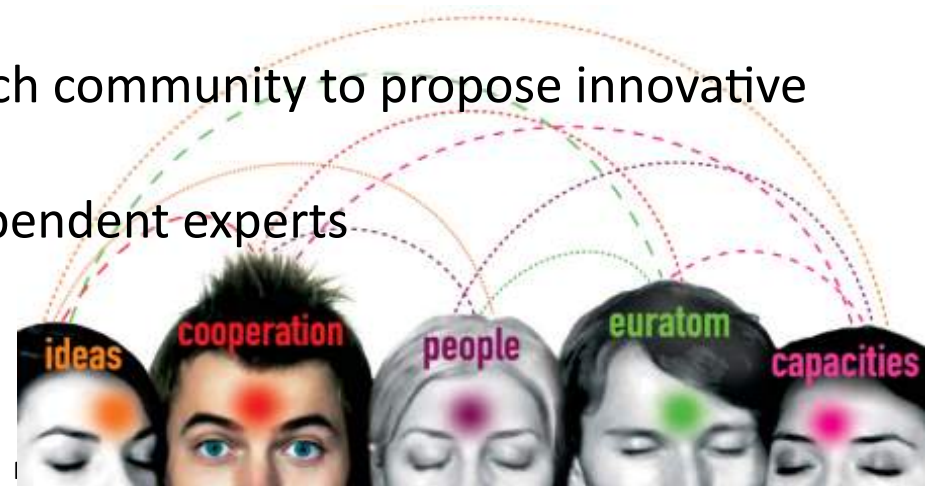 ch community to propose innovative
pendent experts
ideas
cooperation
people
euratom
capacities